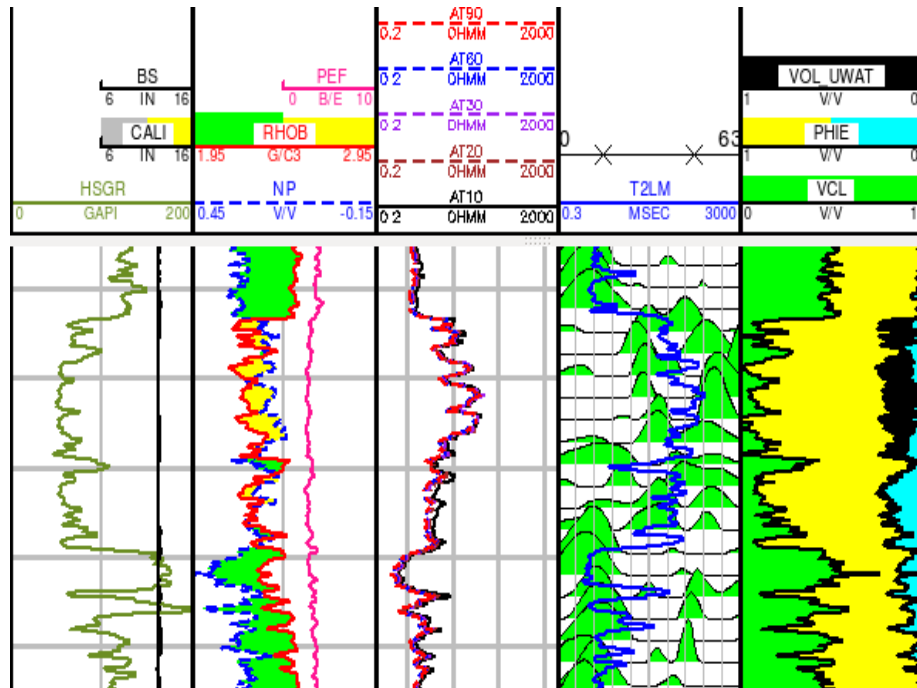 BS
6 IN 16
CALI
6 IN 16
HSGR
0 GAPI 200
PEF
0 B/E 10
RHOB
1.95 G/C3 2.95
NP
0.45 V/V -0.15
AT90
0.2 OHMM 2000
AT60
0.2 OHMM 2000
AT30
0.2 OHMM 2000
AT20
0.2 OHMM 2000
AT10
0.2 OHMM 2000
0 63
T2LM
0.3 MSEC 3000
VOL_UWAT
1 V/V 0
PHIE
1 V/V 0
VCL
0 V/V 1